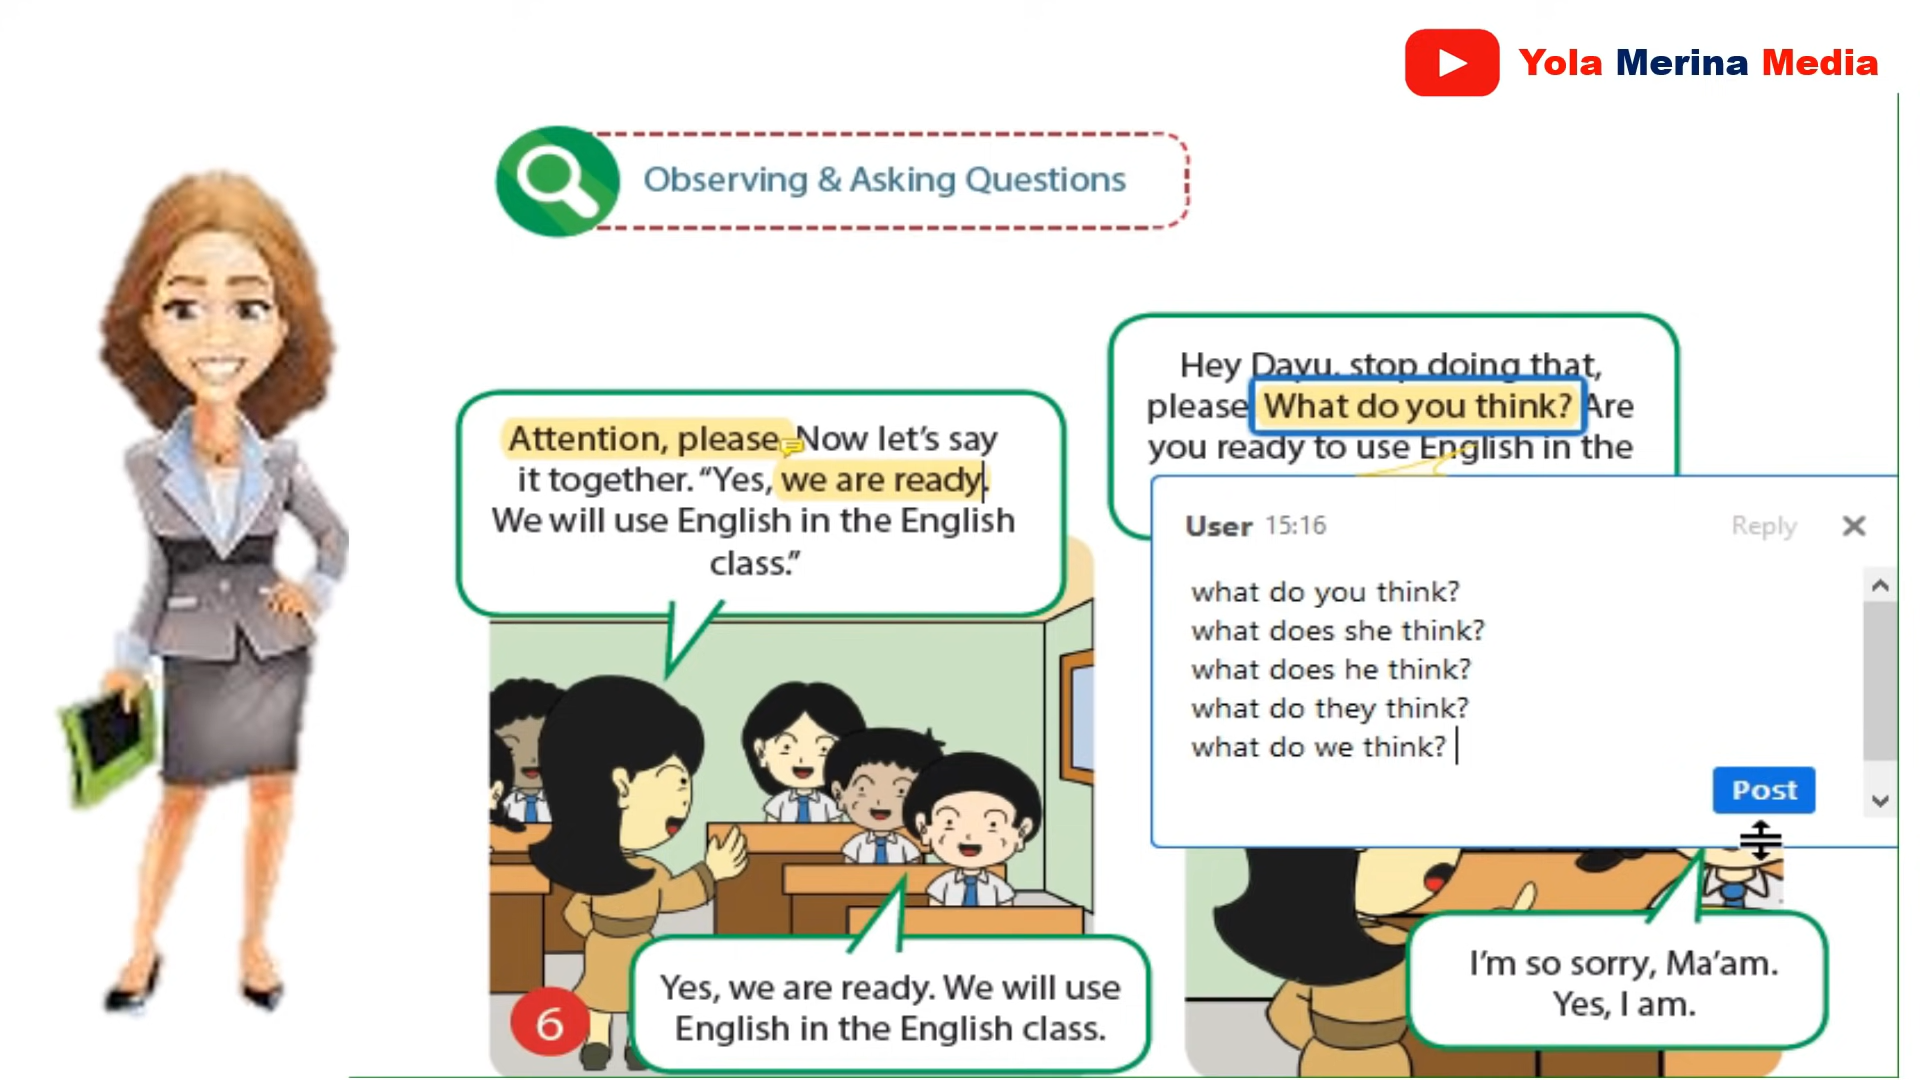 Yola Merina Media
Observing & Asking Questions
Attention, please. Now let's say
it together. “Yes, we are ready.
We will use English in the English
class.”
Hey Dayu, stop doing that,
please What do you think? Are
you ready to use English in the
User 15:16 Reply
what do you think?
what does she think?
what does he think?
what do they think?
what do we think?
Post
6
Yes, we are ready. We will use
English in the English class.
I'm so sorry, Ma'am.
Yes, I am.